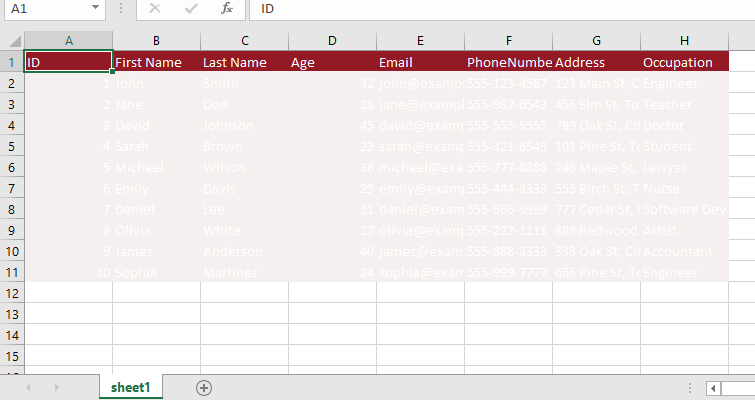 A1 fx ID
A B C D E F G H
1 ID First Name Last Name Age Email PhoneNumbe Address Occupation
2 1 John Smith 32 john@exampl 555-123-4567 123 Main St, C Engineer
3 2 Jane Doe 28 jane@exampl 555-987-6543 456 Elm St, To Teacher
4 3 David Johnson 45 david@examp 555-555-5555 789 Oak St, Cit Doctor
5 4 Sarah Brown 22 sarah@examp 555-321-6549 101 Pine St, To Student
6 5 Michael Wilson 38 michael@exam 555-777-8888 246 Maple St, Lawyer
7 6 Emily Davis 29 emily@examp 555-444-3333 555 Birch St, T Nurse
8 7 Daniel Lee 31 daniel@exam 555-666-9999 777 Cedar St, Software Dev
9 8 Olivia White 27 olivia@examp 555-222-1111 888 Redwood Artist
10 9 James Anderson 40 james@exam 555-888-3333 333 Oak St, Cit Accountant
11 10 Sophia Martinez 24 sophia@exam 555-999-7777 666 Pine St, To Engineer
12
13
14
15
sheet1